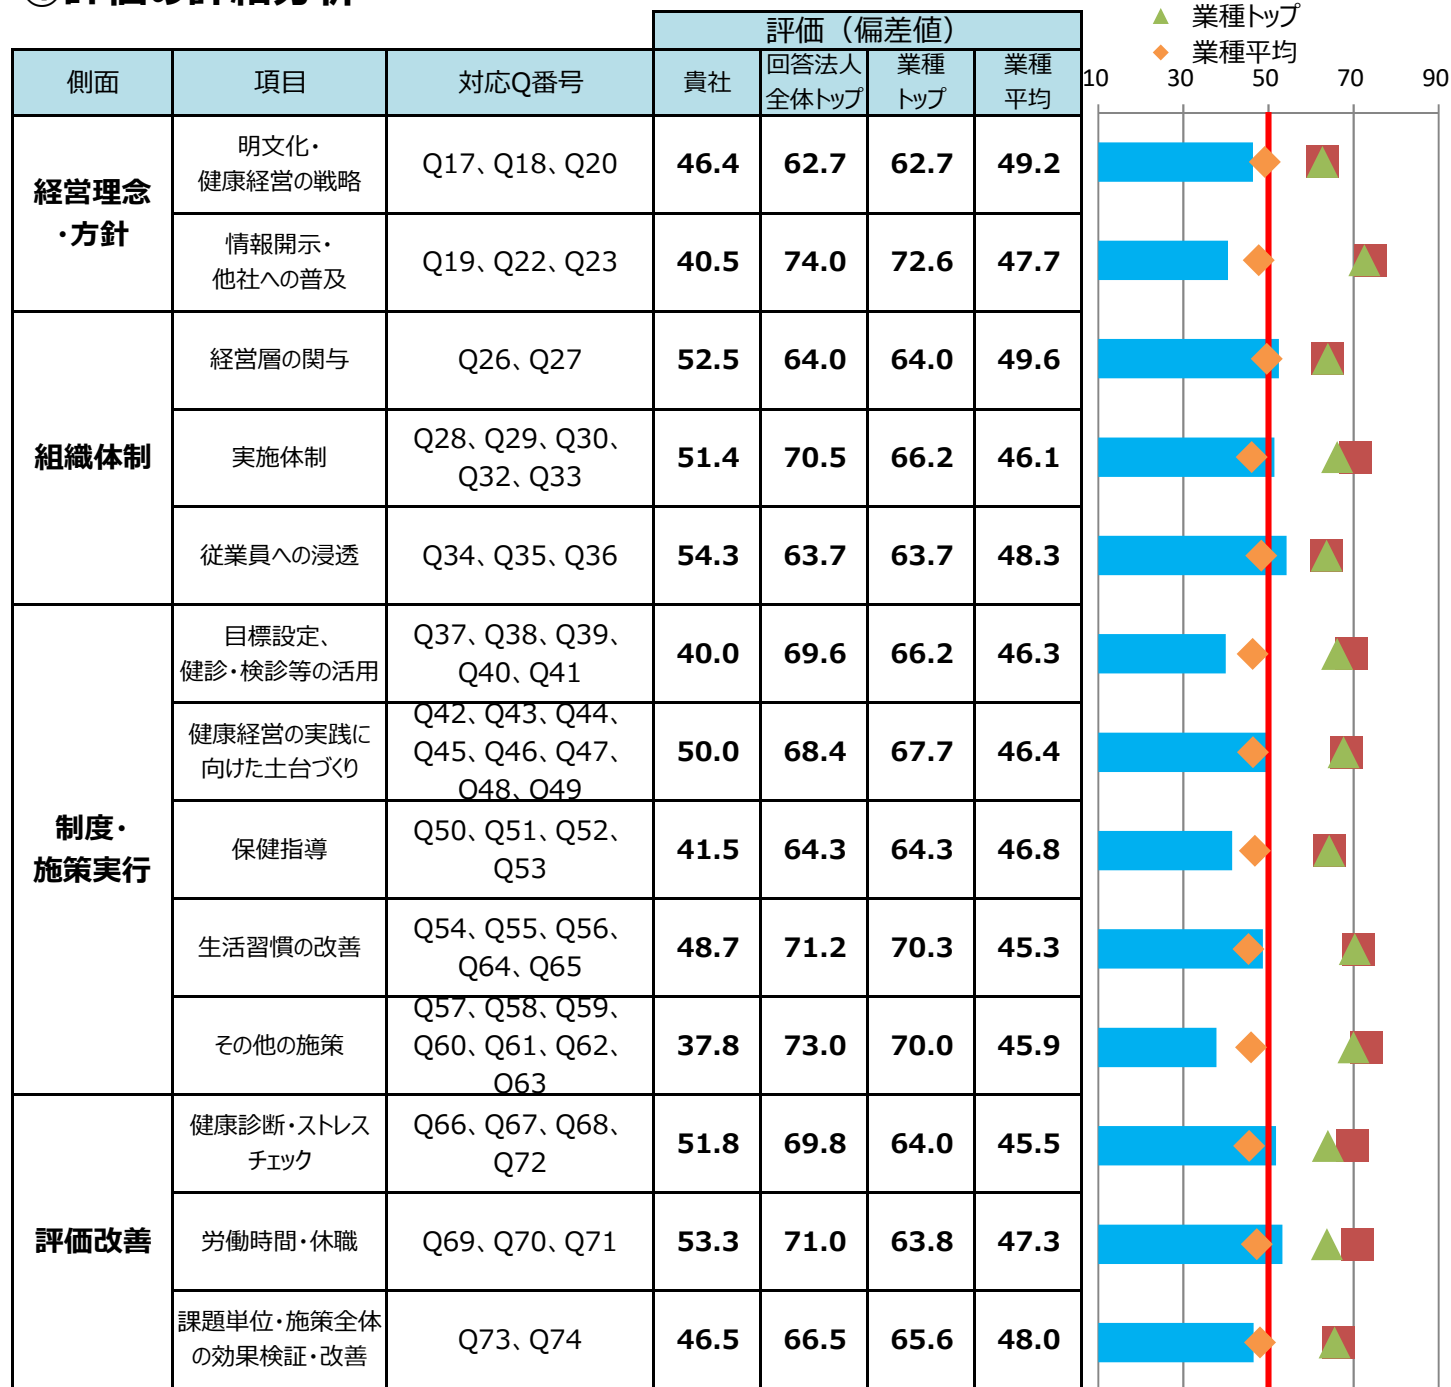 ①評価の詳細分析
▲ 業種トップ
◆ 業種平均
10 30 50 70 90
評価（偏差値）
側面 項目 対応Q番号 貴社 回答法人 業種 業種
全体トップ トップ 平均
経営理念
・方針
明文化・
健康経営の戦略
Q17、Q18、Q20 46.4 62.7 62.7 49.2
情報開示・
他社への普及
Q19、Q22、Q23 40.5 74.0 72.6 47.7
組織体制
経営層の関与 Q26、Q27 52.5 64.0 64.0 49.6
実施体制
Q28、Q29、Q30、
Q32、Q33
51.4 70.5 66.2 46.1
従業員への浸透 Q34、Q35、Q36 54.3 63.7 63.7 48.3
制度・
施策実行
目標設定、
健診・検診等の活用
Q37、Q38、Q39、
Q40、Q41
40.0 69.6 66.2 46.3
健康経営の実践に
向けた土台づくり
Q42、Q43、Q44、
Q45、Q46、Q47、
Q48、Q49
50.0 68.4 67.7 46.4
保健指導
Q50、Q51、Q52、
Q53
41.5 64.3 64.3 46.8
生活習慣の改善
Q54、Q55、Q56、
Q64、Q65
48.7 71.2 70.3 45.3
その他の施策
Q57、Q58、Q59、
Q60、Q61、Q62、
Q63
37.8 73.0 70.0 45.9
評価改善
健康診断・ストレス
チェック
Q66、Q67、Q68、
Q72
51.8 69.8 64.0 45.5
労働時間・休職 Q69、Q70、Q71 53.3 71.0 63.8 47.3
課題単位・施策全体
の効果検証・改善
Q73、Q74 46.5 66.5 65.6 48.0